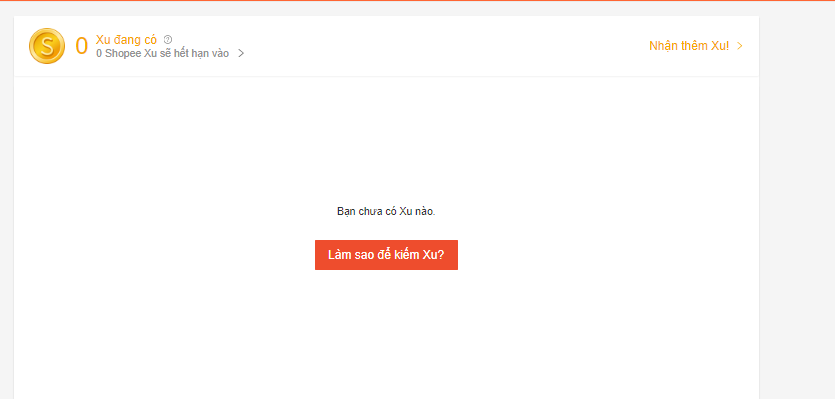 S
0
Xu đang có ?
0 Shopee Xu sẽ hết hạn vào >
Nhận thêm Xu! >
Bạn chưa có Xu nào.
Làm sao để kiếm Xu?